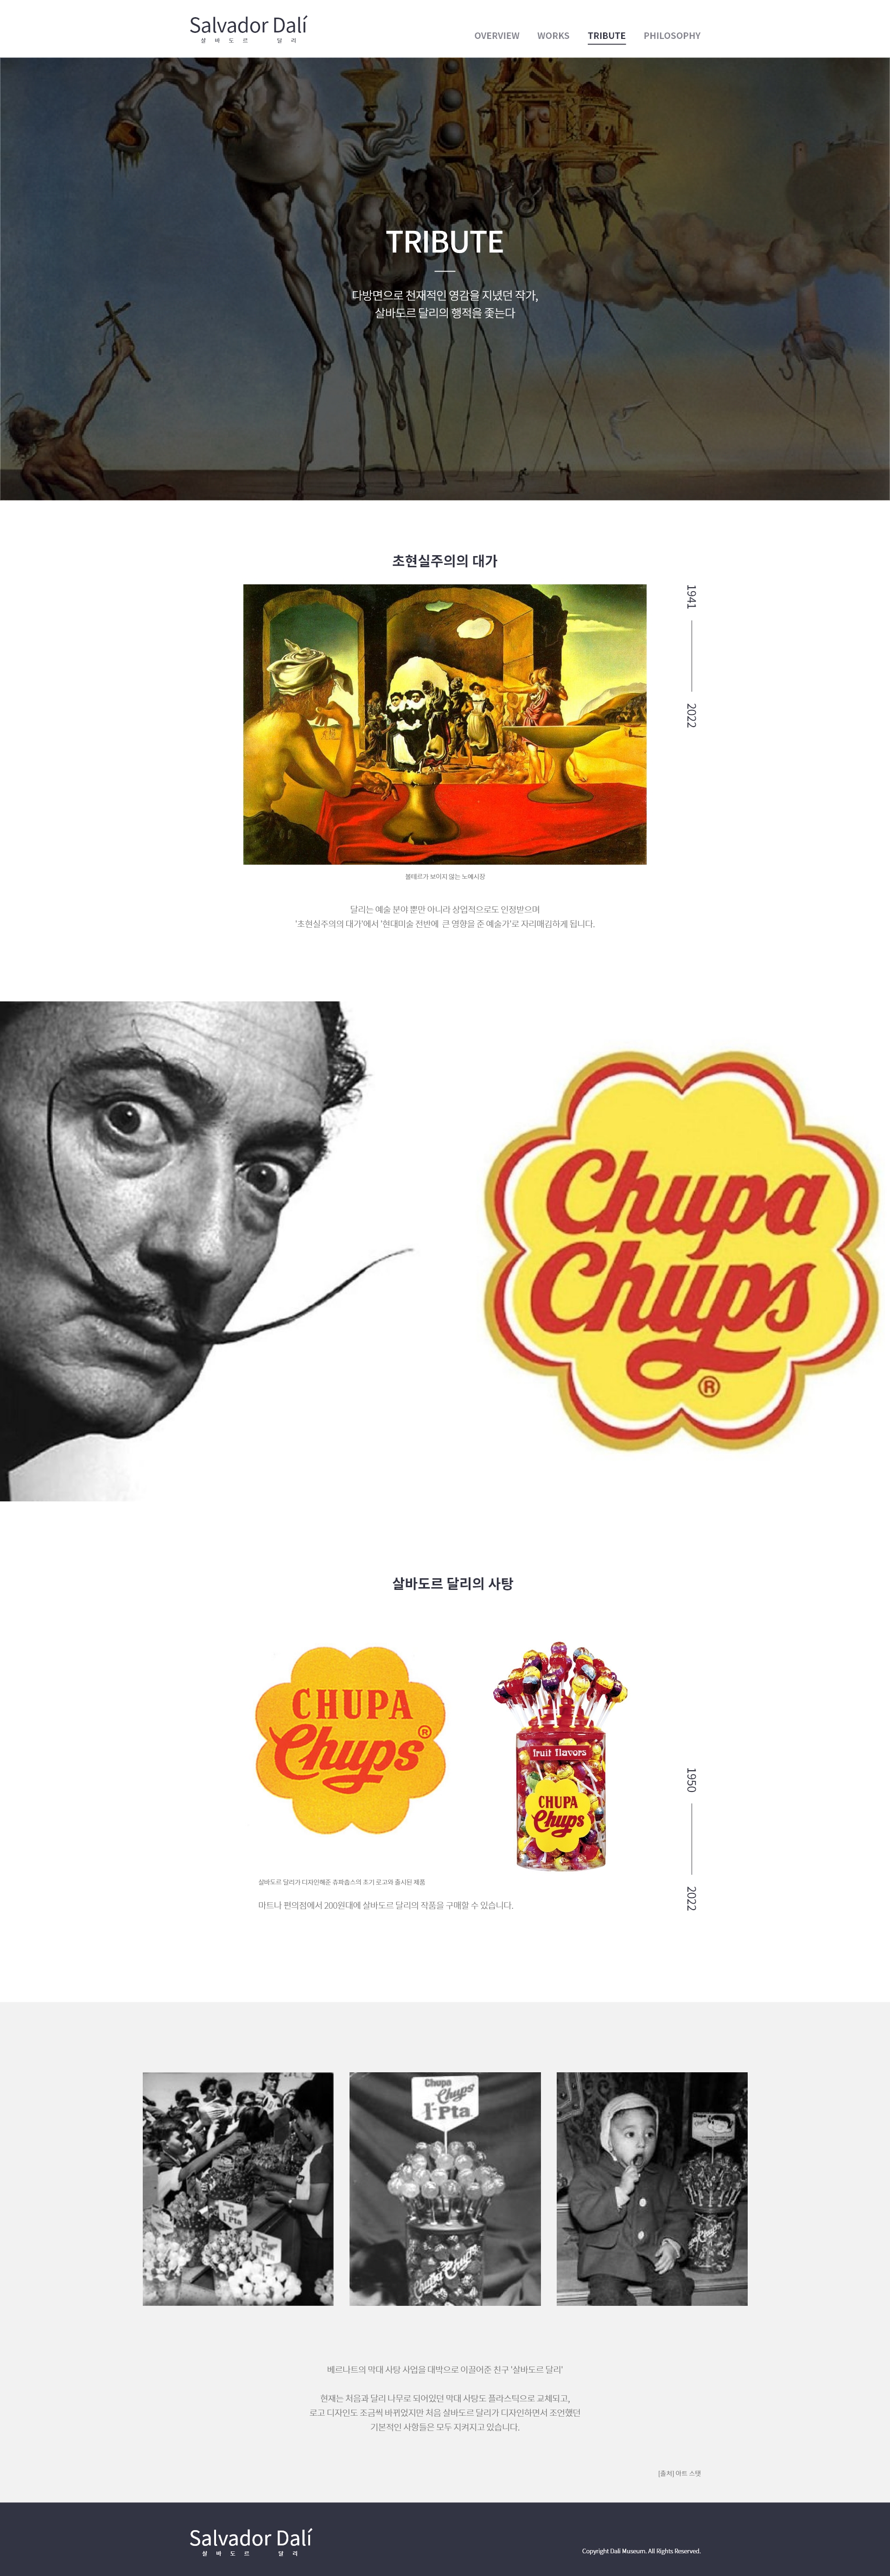 Salvador Dalí
살 바 도 르 달 리
OVERVIEW WORKS TRIBUTE PHILOSOPHY
TRIBUTE
다방면으로 천재적인 영감을 지녔던 작가,
살바도르 달리의 행적을 좇는다
초현실주의의 대가
1941
2022
볼테르가 보이지 않는 노예시장
달리는 예술 분야 뿐만 아니라 상업적으로도 인정받으며
'초현실주의의 대가'에서 '현대미술 전반에 큰 영향을 준 예술가'로 자리매김하게 됩니다.
Chupa
Chups
®
살바도르 달리의 사탕
CHUPA
Chups®
fruit flavors
CHUPA
Chups
1950
2022
살바도르 달리가 디자인해준 츄파춥스의 초기 로고와 출시된 제품
마트나 편의점에서 200원대에 살바도르 달리의 작품을 구매할 수 있습니다.
Chupa
Chups
1 Pta
Chupa Chups
베르나트의 막대 사탕 사업을 대박으로 이끌어준 친구 '살바도르 달리'
현재는 처음과 달리 나무로 되어있던 막대 사탕도 플라스틱으로 교체되고,
로고 디자인도 조금씩 바뀌었지만 처음 살바도르 달리가 디자인하면서 조언했던
기본적인 사항들은 모두 지켜지고 있습니다.
[출처] 아트 스탯
Salvador Dalí
살 바 도 르 달 리
Copyright Dalí Museum. All Rights Reserved.